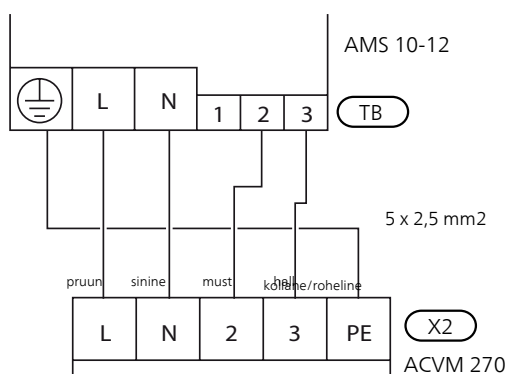 AMS 10-12
L N 1 2 3 TB
5 x 2,5 mm2
pruun sinine must hall kollane/roheline
L N 2 3 PE X2
ACVM 270